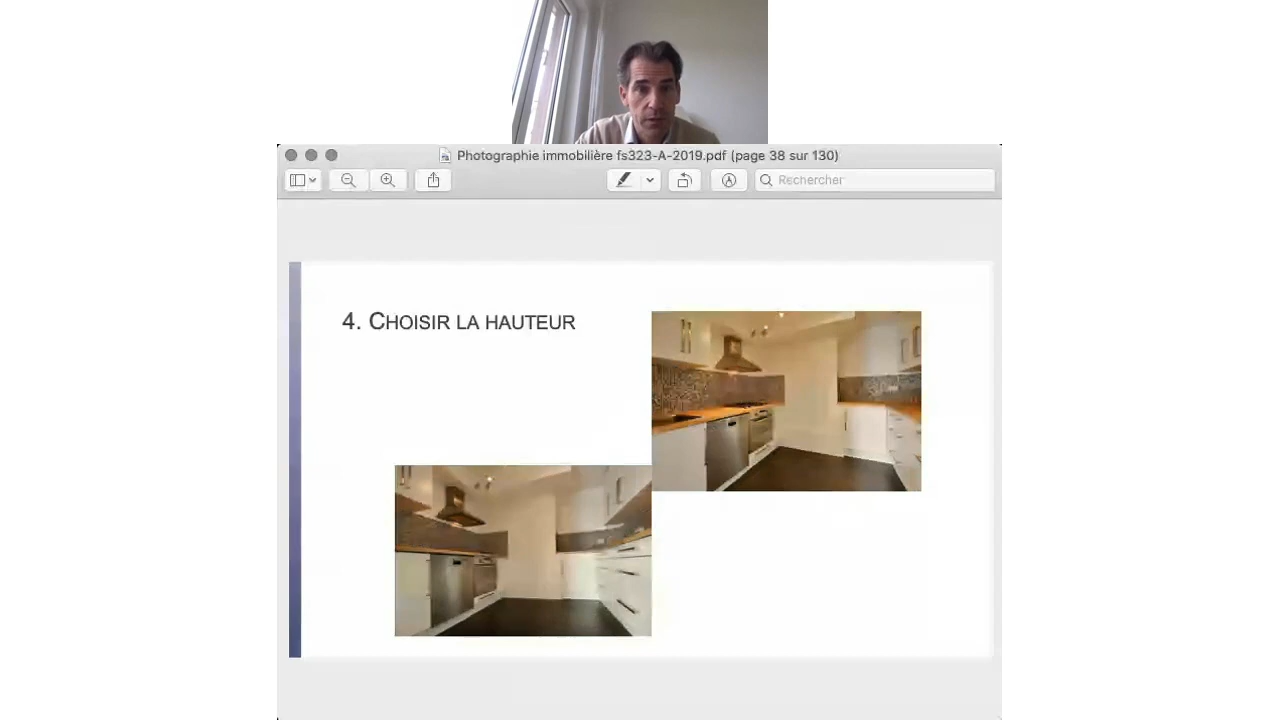 Photographie immobilière fs323-A-2019.pdf (page 38 sur 130)
Rechercher
4. CHOISIR LA HAUTEUR